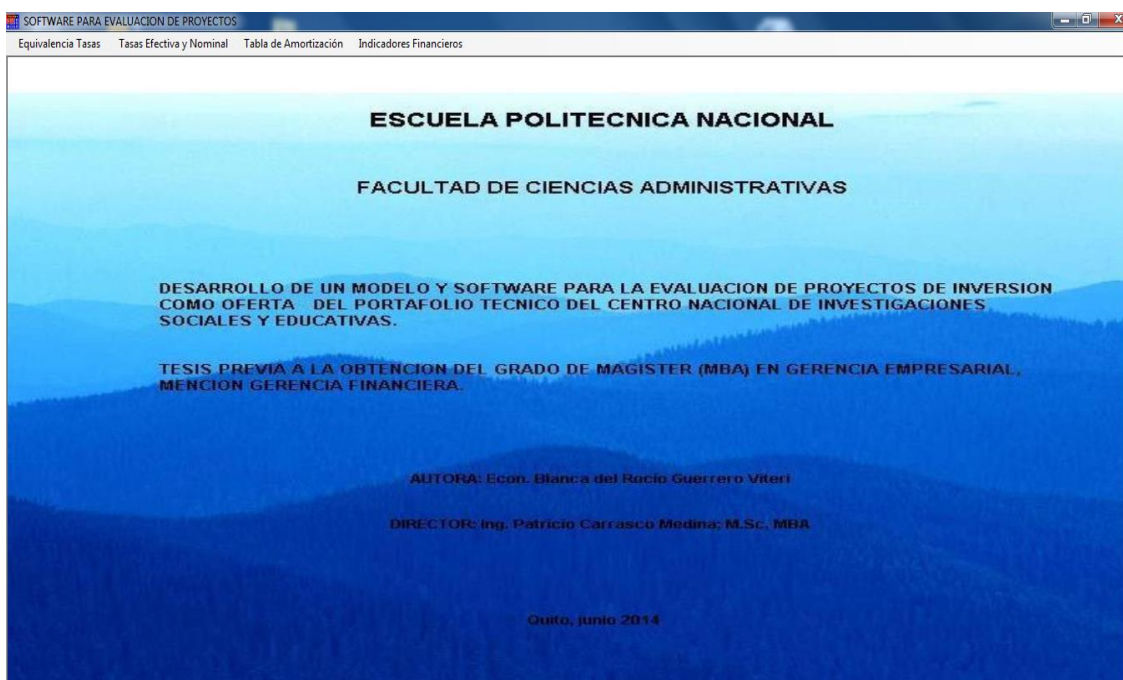 SOFTWARE PARA EVALUACION DE PROYECTOS
Equivalencia Tasas Tasas Efectiva y Nominal Tabla de Amortización Indicadores Financieros
ESCUELA POLITECNICA NACIONAL
FACULTAD DE CIENCIAS ADMINISTRATIVAS
DESARROLLO DE UN MODELO Y SOFTWARE PARA LA EVALUACION DE PROYECTOS DE INVERSION
COMO OFERTA DEL PORTAFOLIO TECNICO DEL CENTRO NACIONAL DE INVESTIGACIONES
SOCIALES Y EDUCATIVAS.
TESIS PREVIA A LA OBTENCION DEL GRADO DE MAGISTER (MBA) EN GERENCIA EMPRESARIAL,
MENCION GERENCIA FINANCIERA.
AUTORA: Econ. Blanca del Rocío Guerrero Viteri
DIRECTOR: Ing. Patricio Carrasco Medina; M.Sc, MBA
Quito, junio 2014